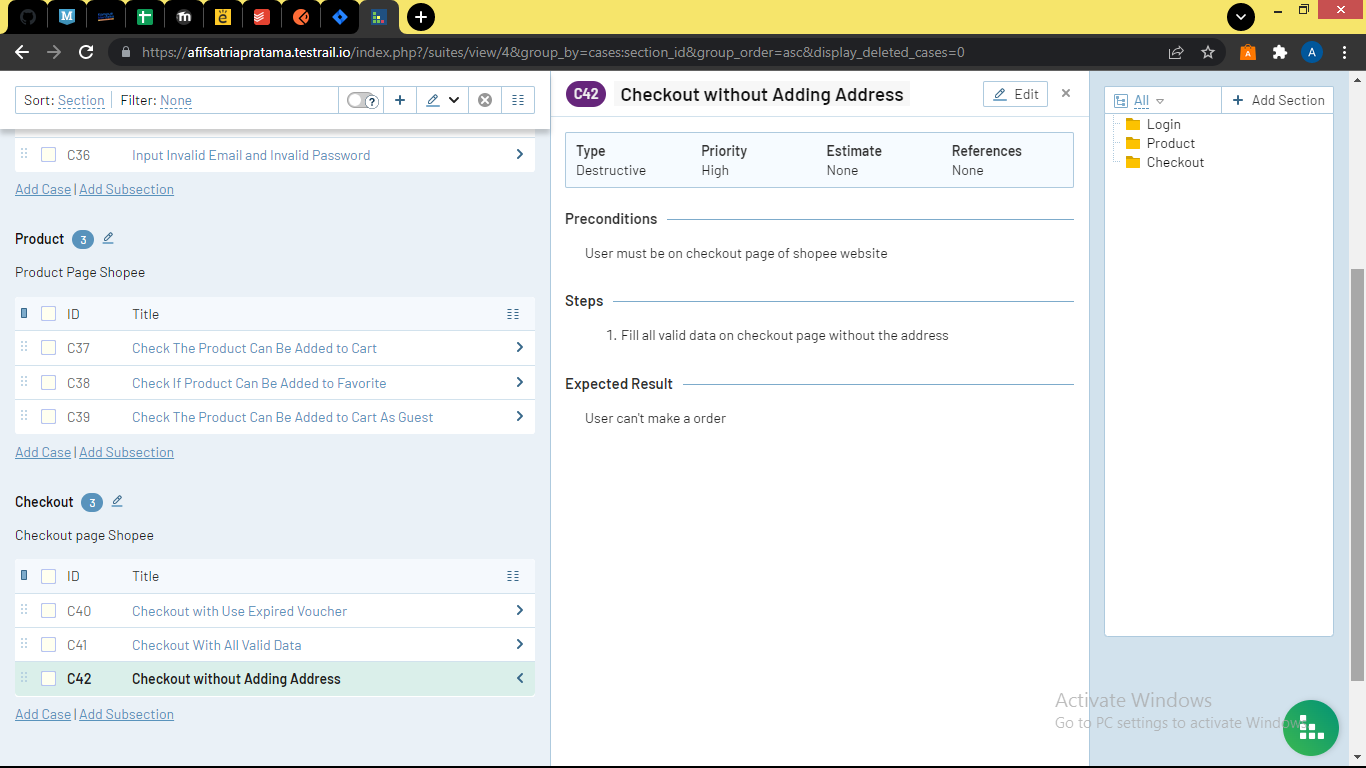 https://afifsatriapratama.testrail.io/index.php?/suites/view/4&group_by=cases:section_id&group_order=asc&display_deleted_cases=0
A
Sort: Section Filter: None
C36 Input Invalid Email and Invalid Password
Add Case | Add Subsection
Product 3
Product Page Shopee
ID Title
C37 Check The Product Can Be Added to Cart
C38 Check If Product Can Be Added to Favorite
C39 Check The Product Can Be Added to Cart As Guest
Add Case | Add Subsection
Checkout 3
Checkout page Shopee
ID Title
C40 Checkout with Use Expired Voucher
C41 Checkout With All Valid Data
C42 Checkout without Adding Address
Add Case | Add Subsection
C42 Checkout without Adding Address
Edit
Type Priority Estimate References
Destructive High None None
Preconditions
User must be on checkout page of shopee website
Steps
1. Fill all valid data on checkout page without the address
Expected Result
User can't make a order
All
+ Add Section
Login
Product
Checkout
Activate Windows
Go to PC settings to activate Windows.